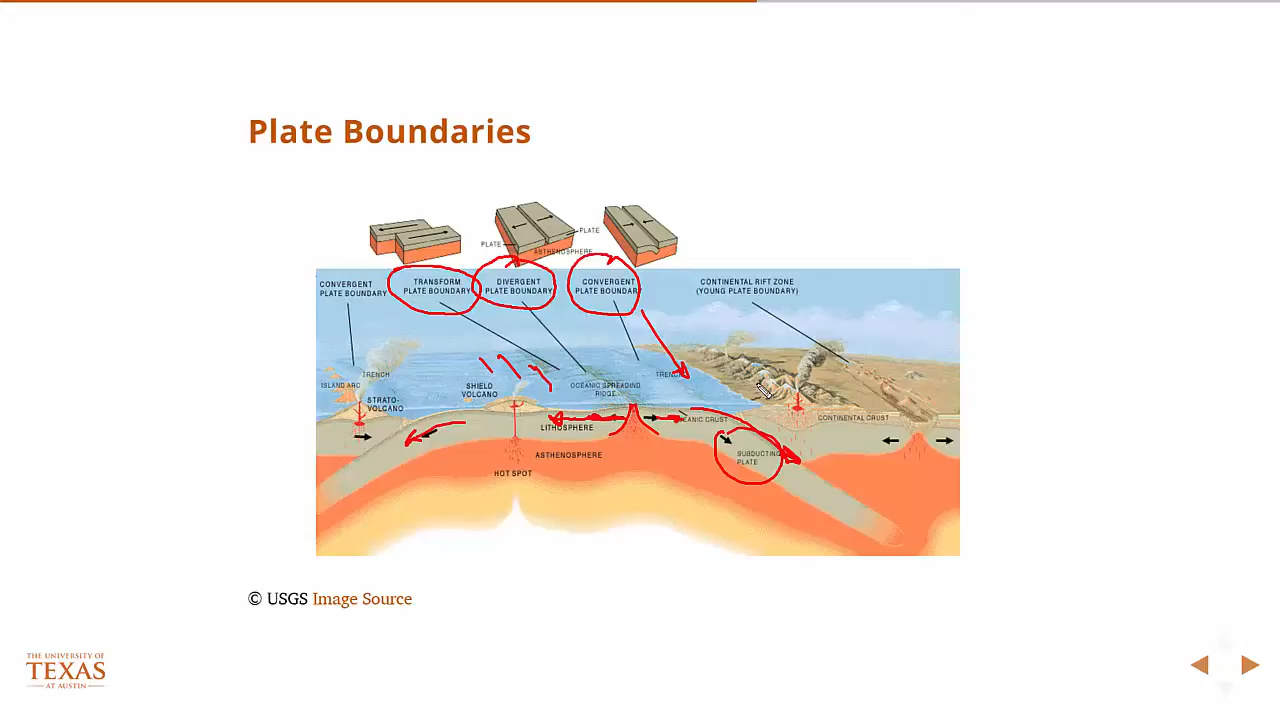 Plate Boundaries
PLATE
PLATE
ASTHENOSPHERE
CONVERGENT
PLATE BOUNDARY
TRANSFORM
PLATE BOUNDARY
DIVERGENT
PLATE BOUNDARY
CONVERGENT
PLATE BOUNDARY
CONTINENTAL RIFT ZONE
(YOUNG PLATE BOUNDARY)
TRENCH
ISLAND ARC
STRATO-
VOLCANO
SHIELD
VOLCANO
OCEANIC SPREADING
RIDGE
TRENCH
LITHOSPHERE
CRUST
CONTINENTAL CRUST
ASTHENOSPHERE
SUBDUCTING
PLATE
HOT SPOT
© USGS Image Source
THE UNIVERSITY OF
TEXAS
AT AUSTIN